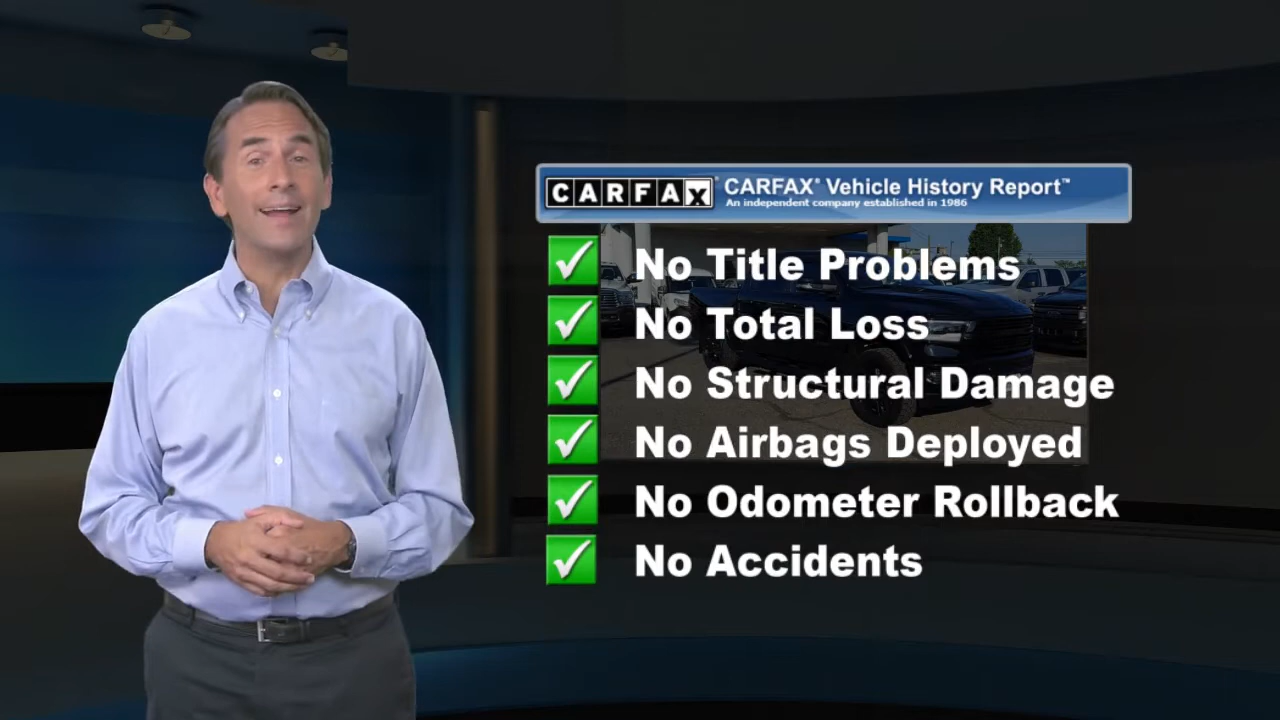 CARFAX CARFAX® Vehicle History Report™
An independent company established in 1986
No Title Problems
No Total Loss
No Structural Damage
No Airbags Deployed
No Odometer Rollback
No Accidents